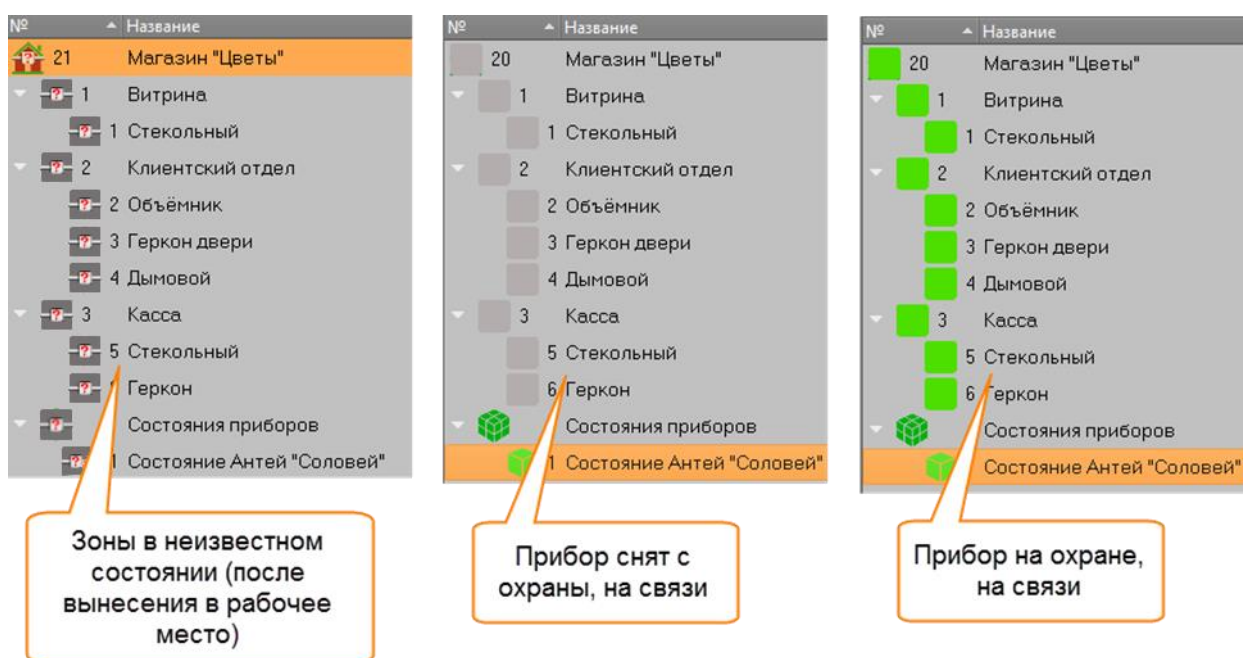 № Название
21 Магазин "Цветы"
1 Витрина
1 Стекольный
2 Клиентский отдел
2 Объёмник
3 Геркон двери
4 Дымовой
3 Касса
5 Стекольный
Геркон
Состояния приборов
1 Состояние Антей "Соловей"
Зоны в неизвестном
состоянии (после
вынесения в рабочее
место)
№ Название
20 Магазин "Цветы"
1 Витрина
1 Стекольный
2 Клиентский отдел
2 Объёмник
3 Геркон двери
4 Дымовой
3 Касса
5 Стекольный
6 Геркон
Состояния приборов
1 Состояние Антей "Соловей"
Прибор снят с
охраны, на связи
№ Название
20 Магазин "Цветы"
1 Витрина
1 Стекольный
2 Клиентский отдел
2 Объёмник
3 Геркон двери
4 Дымовой
3 Касса
5 Стекольный
6 Геркон
Состояния приборов
Состояние Антей "Соловей"
Прибор на охране,
на связи